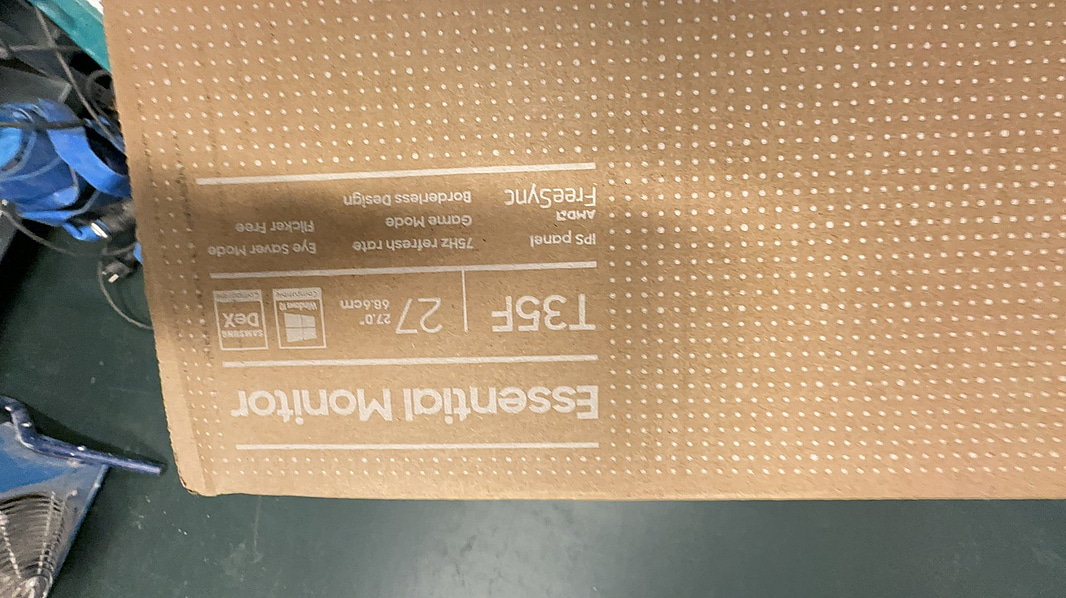 Essential Monitor
T35F
27
27.0"
68.6cm
Windows 10
SAMSUNG
DeX
IPS panel
AMD
FreeSync
75Hz refresh rate
Game Mode
Borderless Design
Eye Saver Mode
Flicker Free